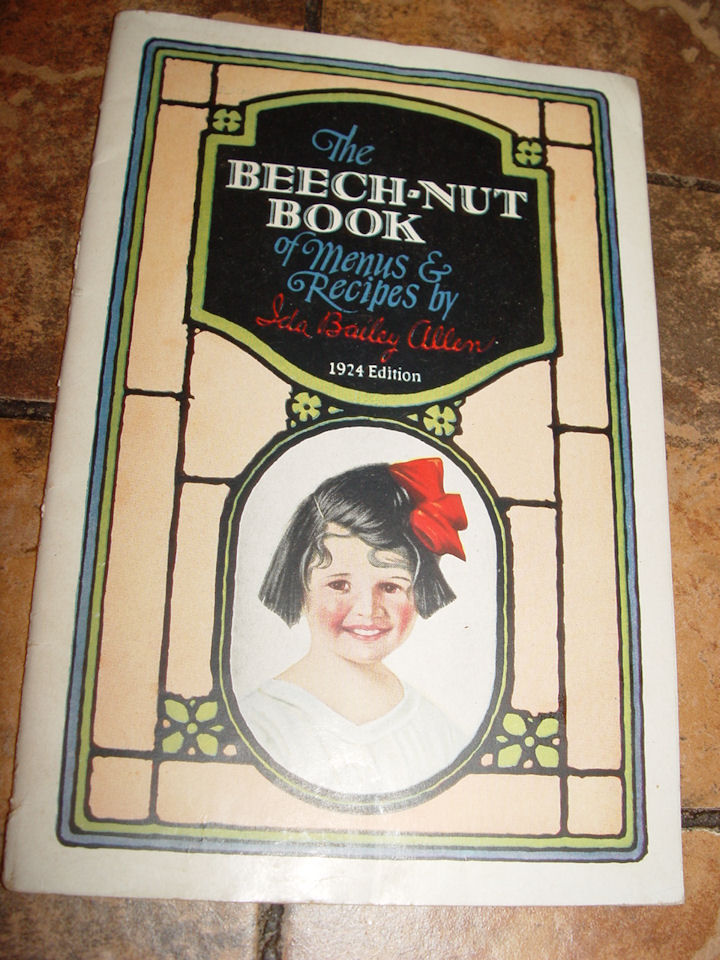 The
BEECH-NUT
BOOK
of Menus &
Recipes by
Ida Bailey Allen
1924 Edition